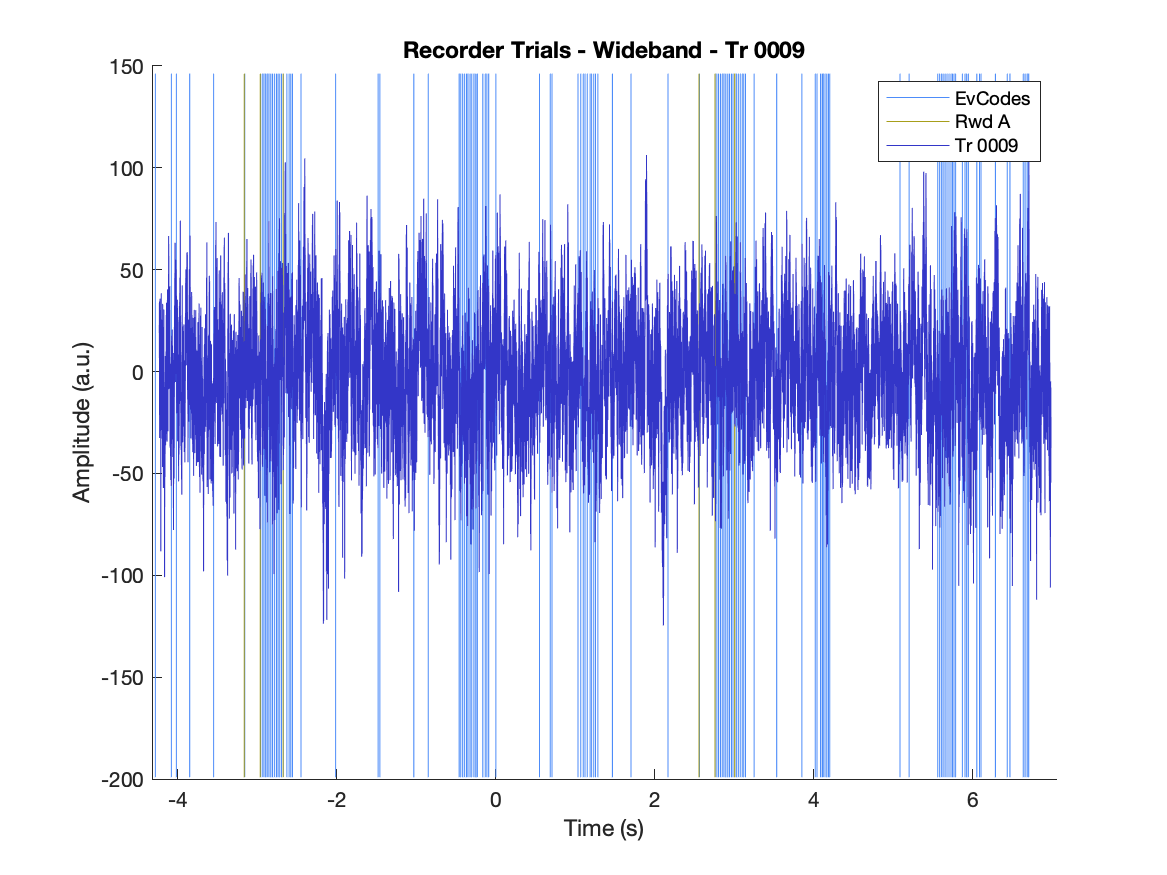 Recorder Trials - Wideband - Tr 0009
150
100
50
0
-50
-100
-150
-200
Amplitude (a.u.)
EvCodes
Rwd A
Tr 0009
-4
-2
0
2
4
6
Time (s)